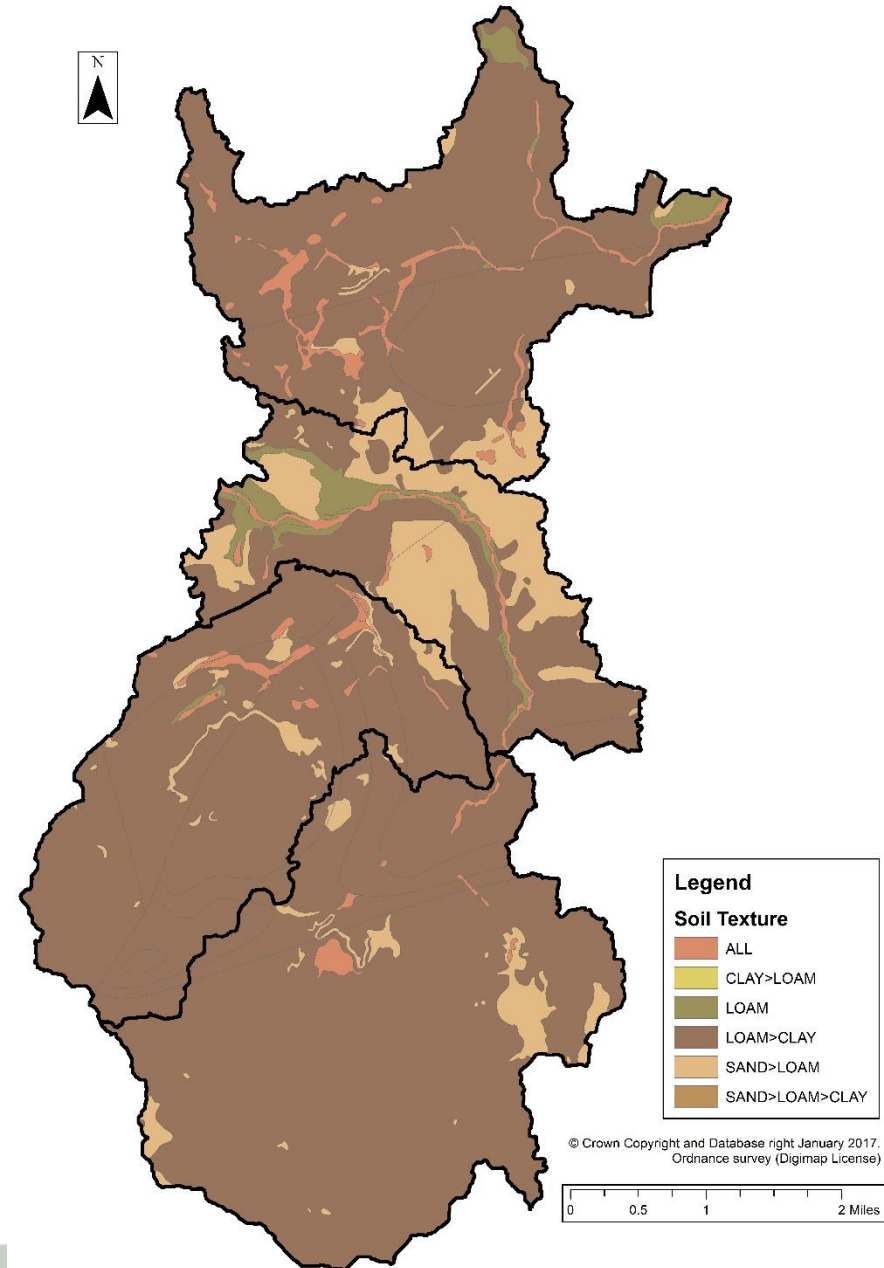 N
Legend
Soil Texture
ALL
CLAY>LOAM
LOAM
LOAM>CLAY
SAND>LOAM
SAND>LOAM>CLAY
© Crown Copyright and Database right January 2017.
Ordnance survey (Digimap License)
0 0.5 1 2 Miles